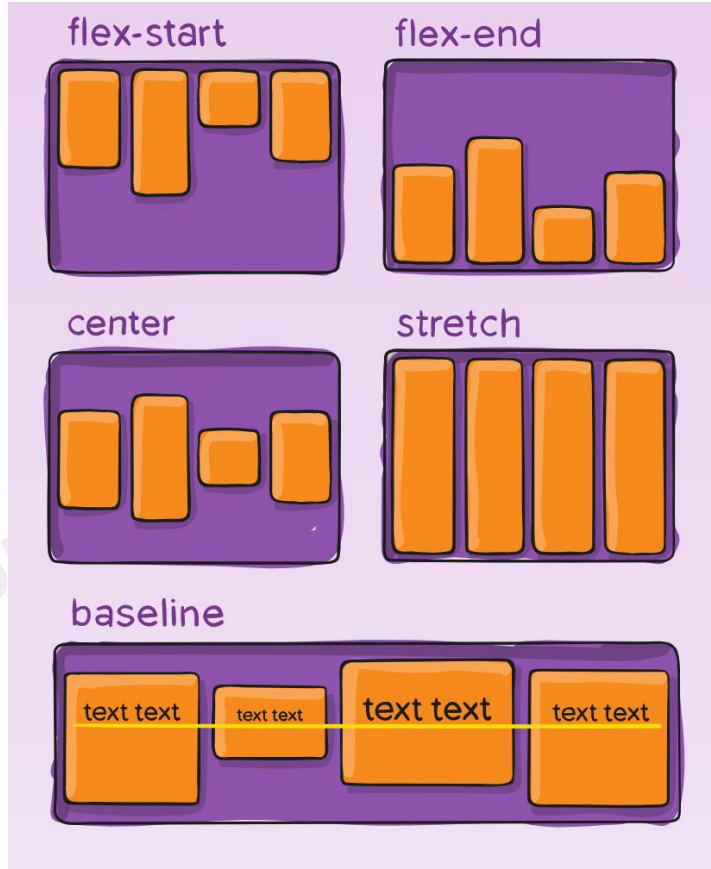 flex-start
flex-end
center
stretch
baseline
text text
text text
text text
text text